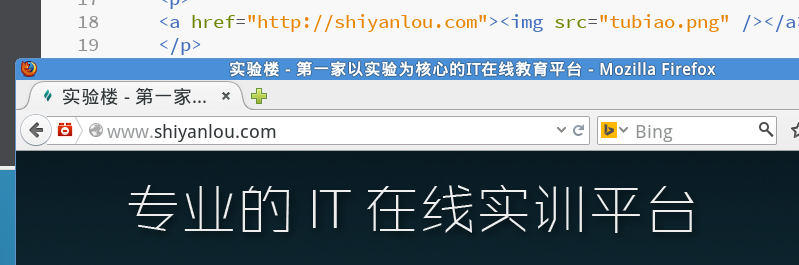 17 <p>
18 <a href="http://shiyanlou.com"><img src="tubiao.png" /></a>
19 </p>
实验楼 - 第一家以实验为核心的IT在线教育平台 - Mozilla Firefox
实验楼 - 第一家...
www.shiyanlou.com Bing
专业的 IT 在线实训平台